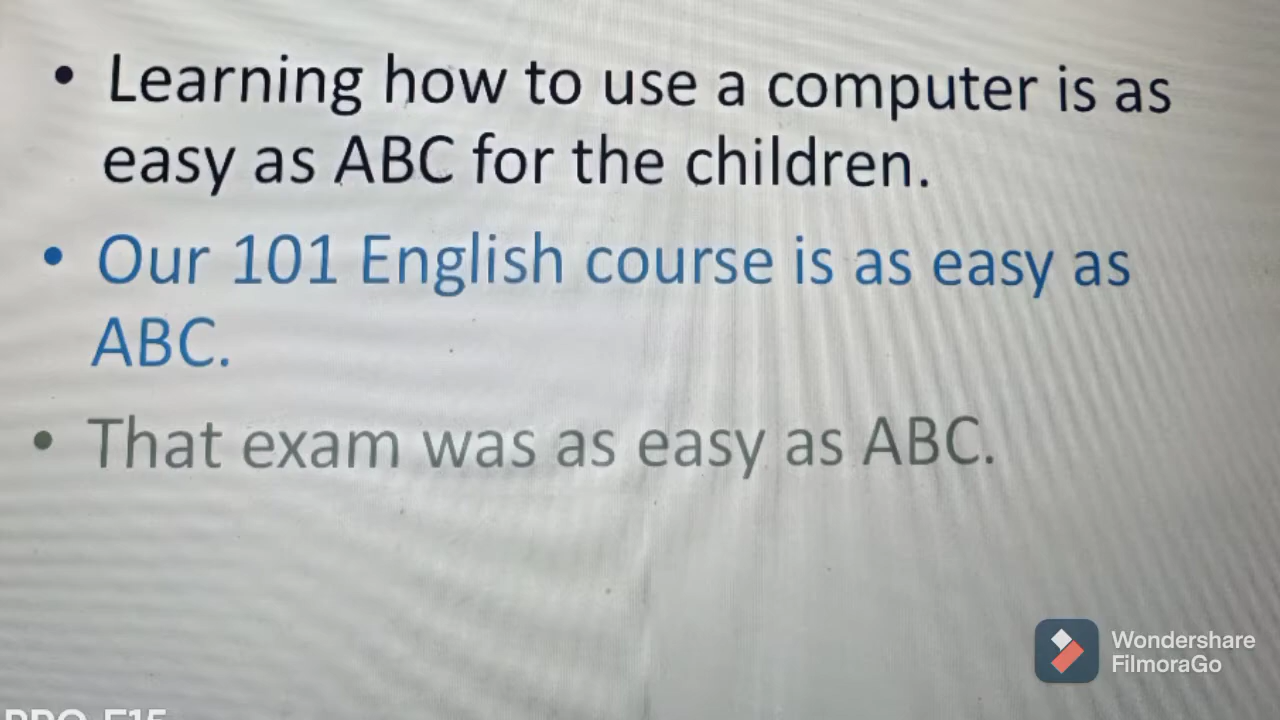 • Learning how to use a computer is as
easy as ABC for the children.
• Our 101 English course is as easy as
ABC.
• That exam was as easy as ABC.
Wondershare
FilmoraGo